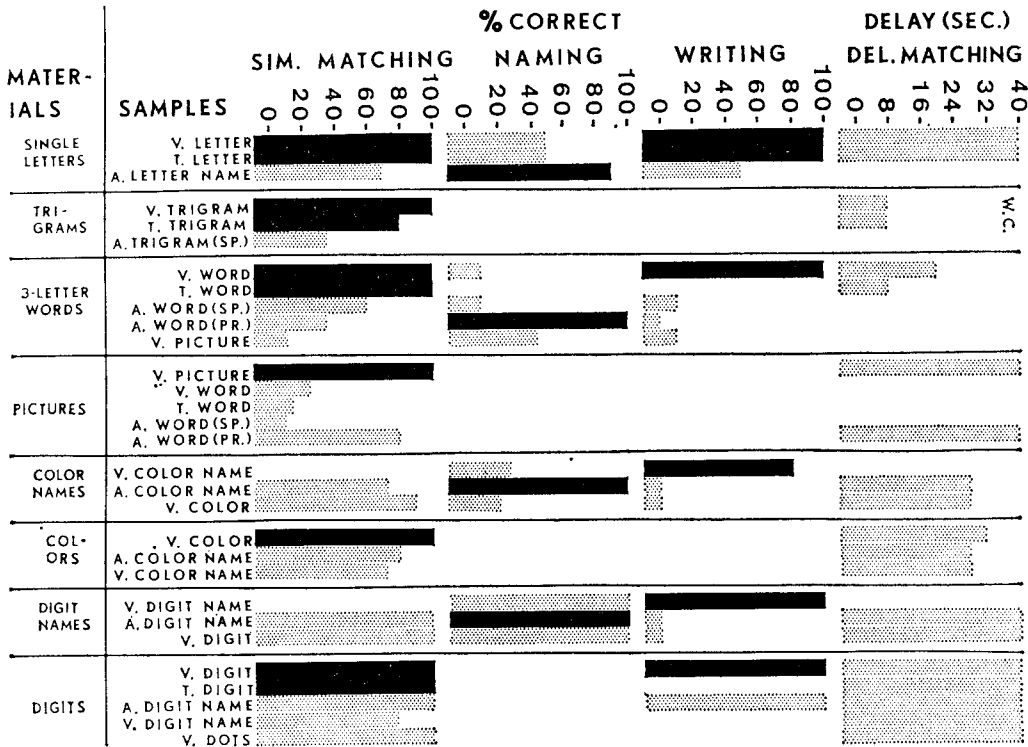 % CORRECT DELAY (SEC.)
SIM. MATCHING NAMING WRITING DEL. MATCHING
MATER-
IALS SAMPLES
0- 20- 40- 60- 80- 100- 0- 20- 40- 60- 80- 100- 0- 20- 40- 60- 80- 100- 0- 8- 16- 24- 32- 40-
SINGLE
LETTERS
V. LETTER
T. LETTER
A. LETTER NAME
TRI-
GRAMS
V. TRIGRAM
T. TRIGRAM
A. TRIGRAM (SP.)
W.C.
3-LETTER
WORDS
V. WORD
T. WORD
A. WORD (SP.)
A. WORD (PR.)
V. PICTURE
PICTURES
V. PICTURE
V. WORD
T. WORD
A. WORD (SP.)
A. WORD (PR.)
COLOR
NAMES
V. COLOR NAME
A. COLOR NAME
V. COLOR
COL-
ORS
V. COLOR
A. COLOR NAME
V. COLOR NAME
DIGIT
NAMES
V. DIGIT NAME
A. DIGIT NAME
V. DIGIT
DIGITS
V. DIGIT
T. DIGIT
A. DIGIT NAME
V. DIGIT NAME
V. DOTS